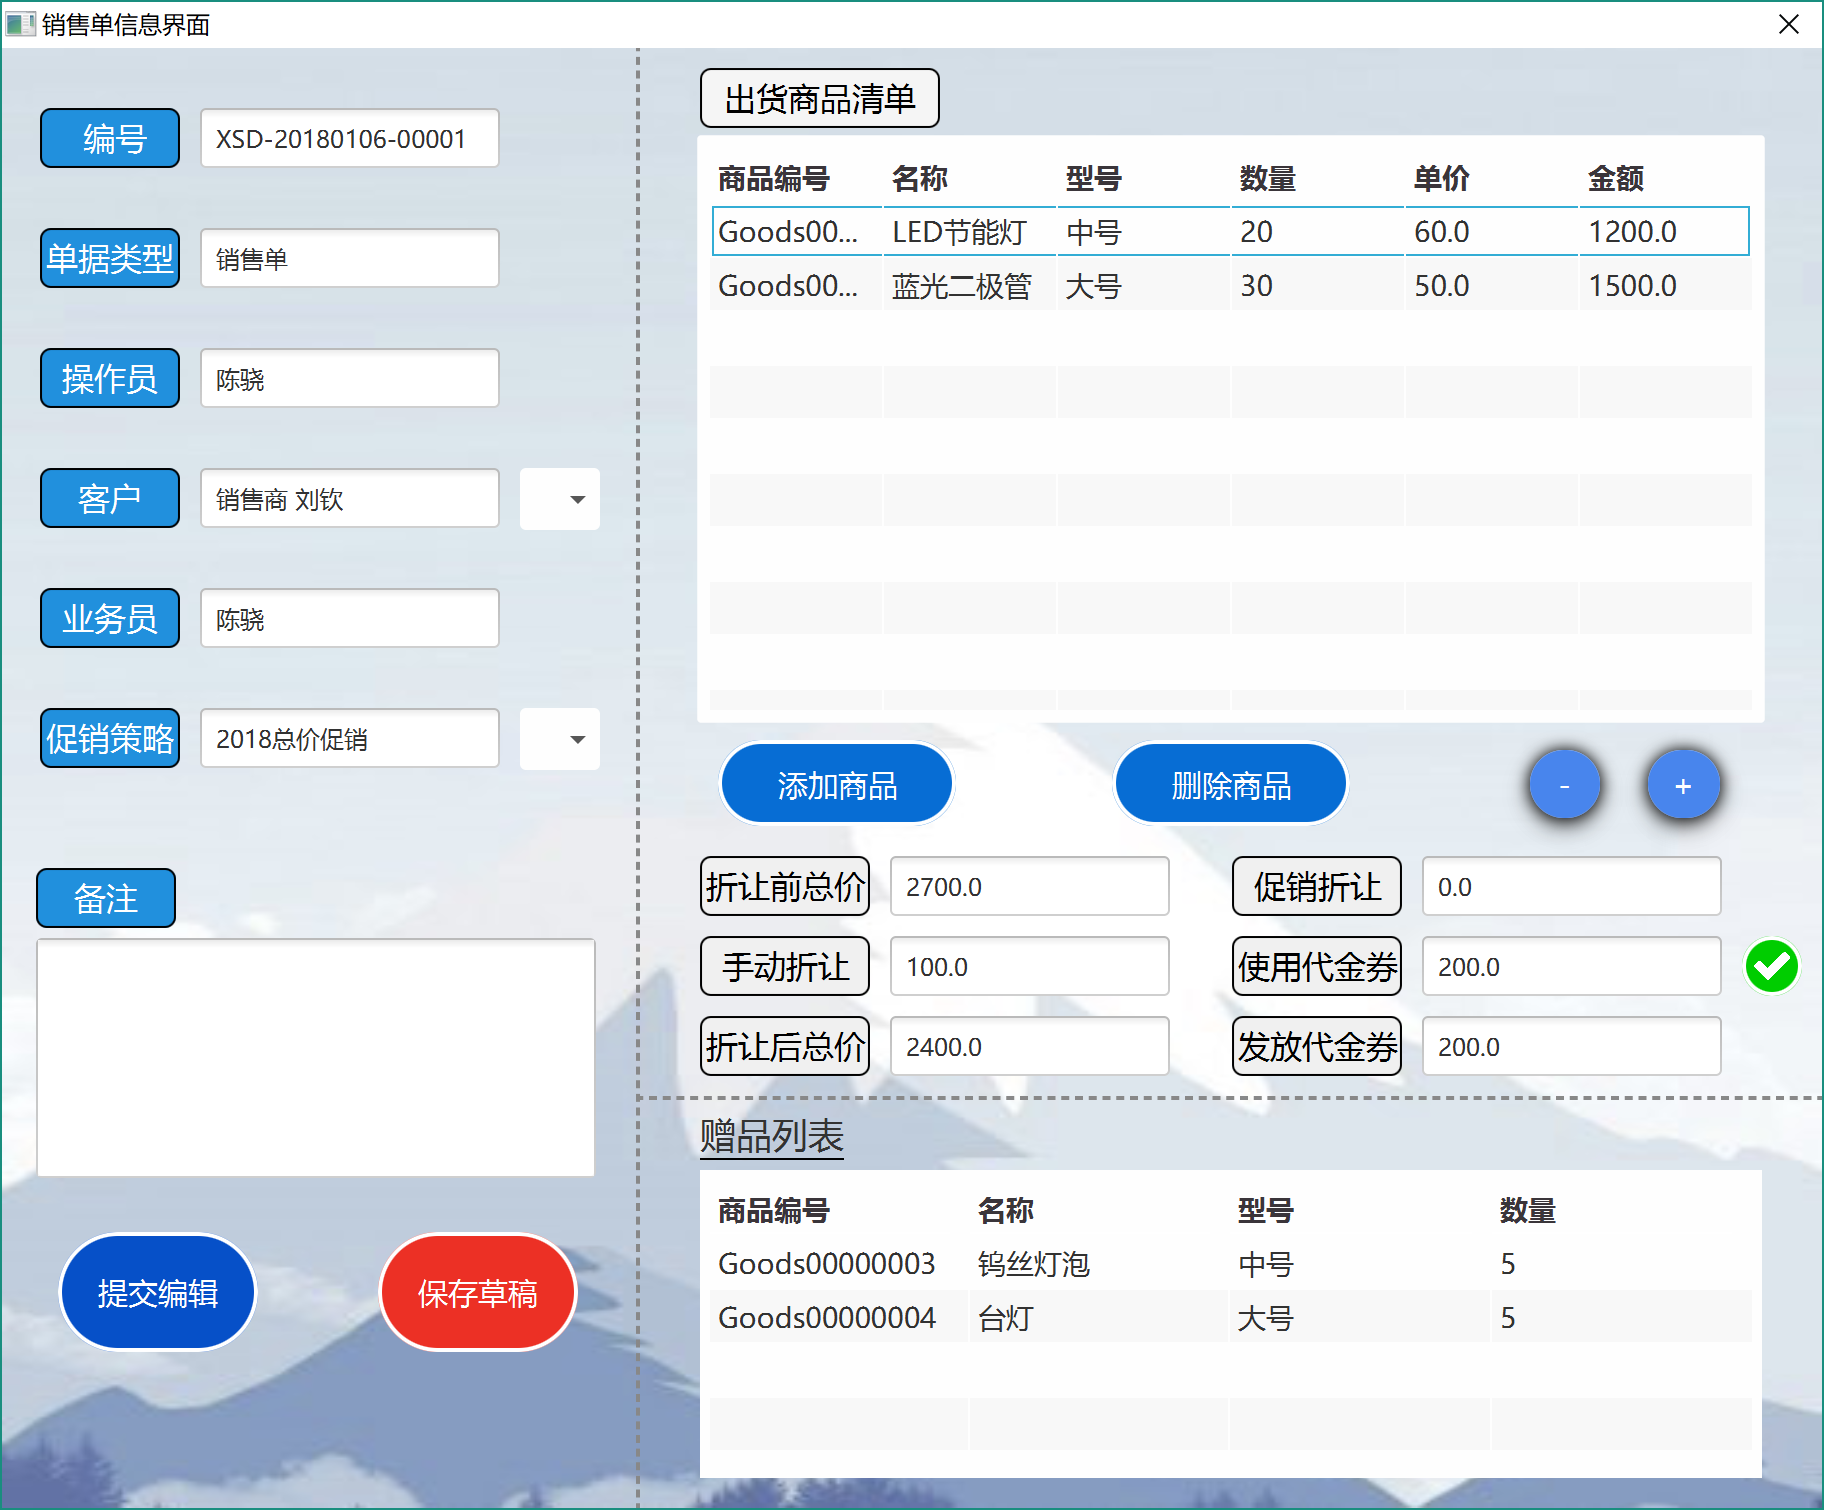 销售单信息界面
编号 XSD-20180106-00001
单据类型 销售单
操作员 陈骁
客户 销售商 刘钦
业务员 陈骁
促销策略 2018总价促销
备注
提交编辑 保存草稿
出货商品清单
商品编号 名称 型号 数量 单价 金额
Goods00... LED节能灯 中号 20 60.0 1200.0
Goods00... 蓝光二极管 大号 30 50.0 1500.0
添加商品 删除商品 - +
折让前总价 2700.0 促销折让 0.0
手动折让 100.0 使用代金券 200.0
折让后总价 2400.0 发放代金券 200.0
赠品列表
商品编号 名称 型号 数量
Goods00000003 钨丝灯泡 中号 5
Goods00000004 台灯 大号 5